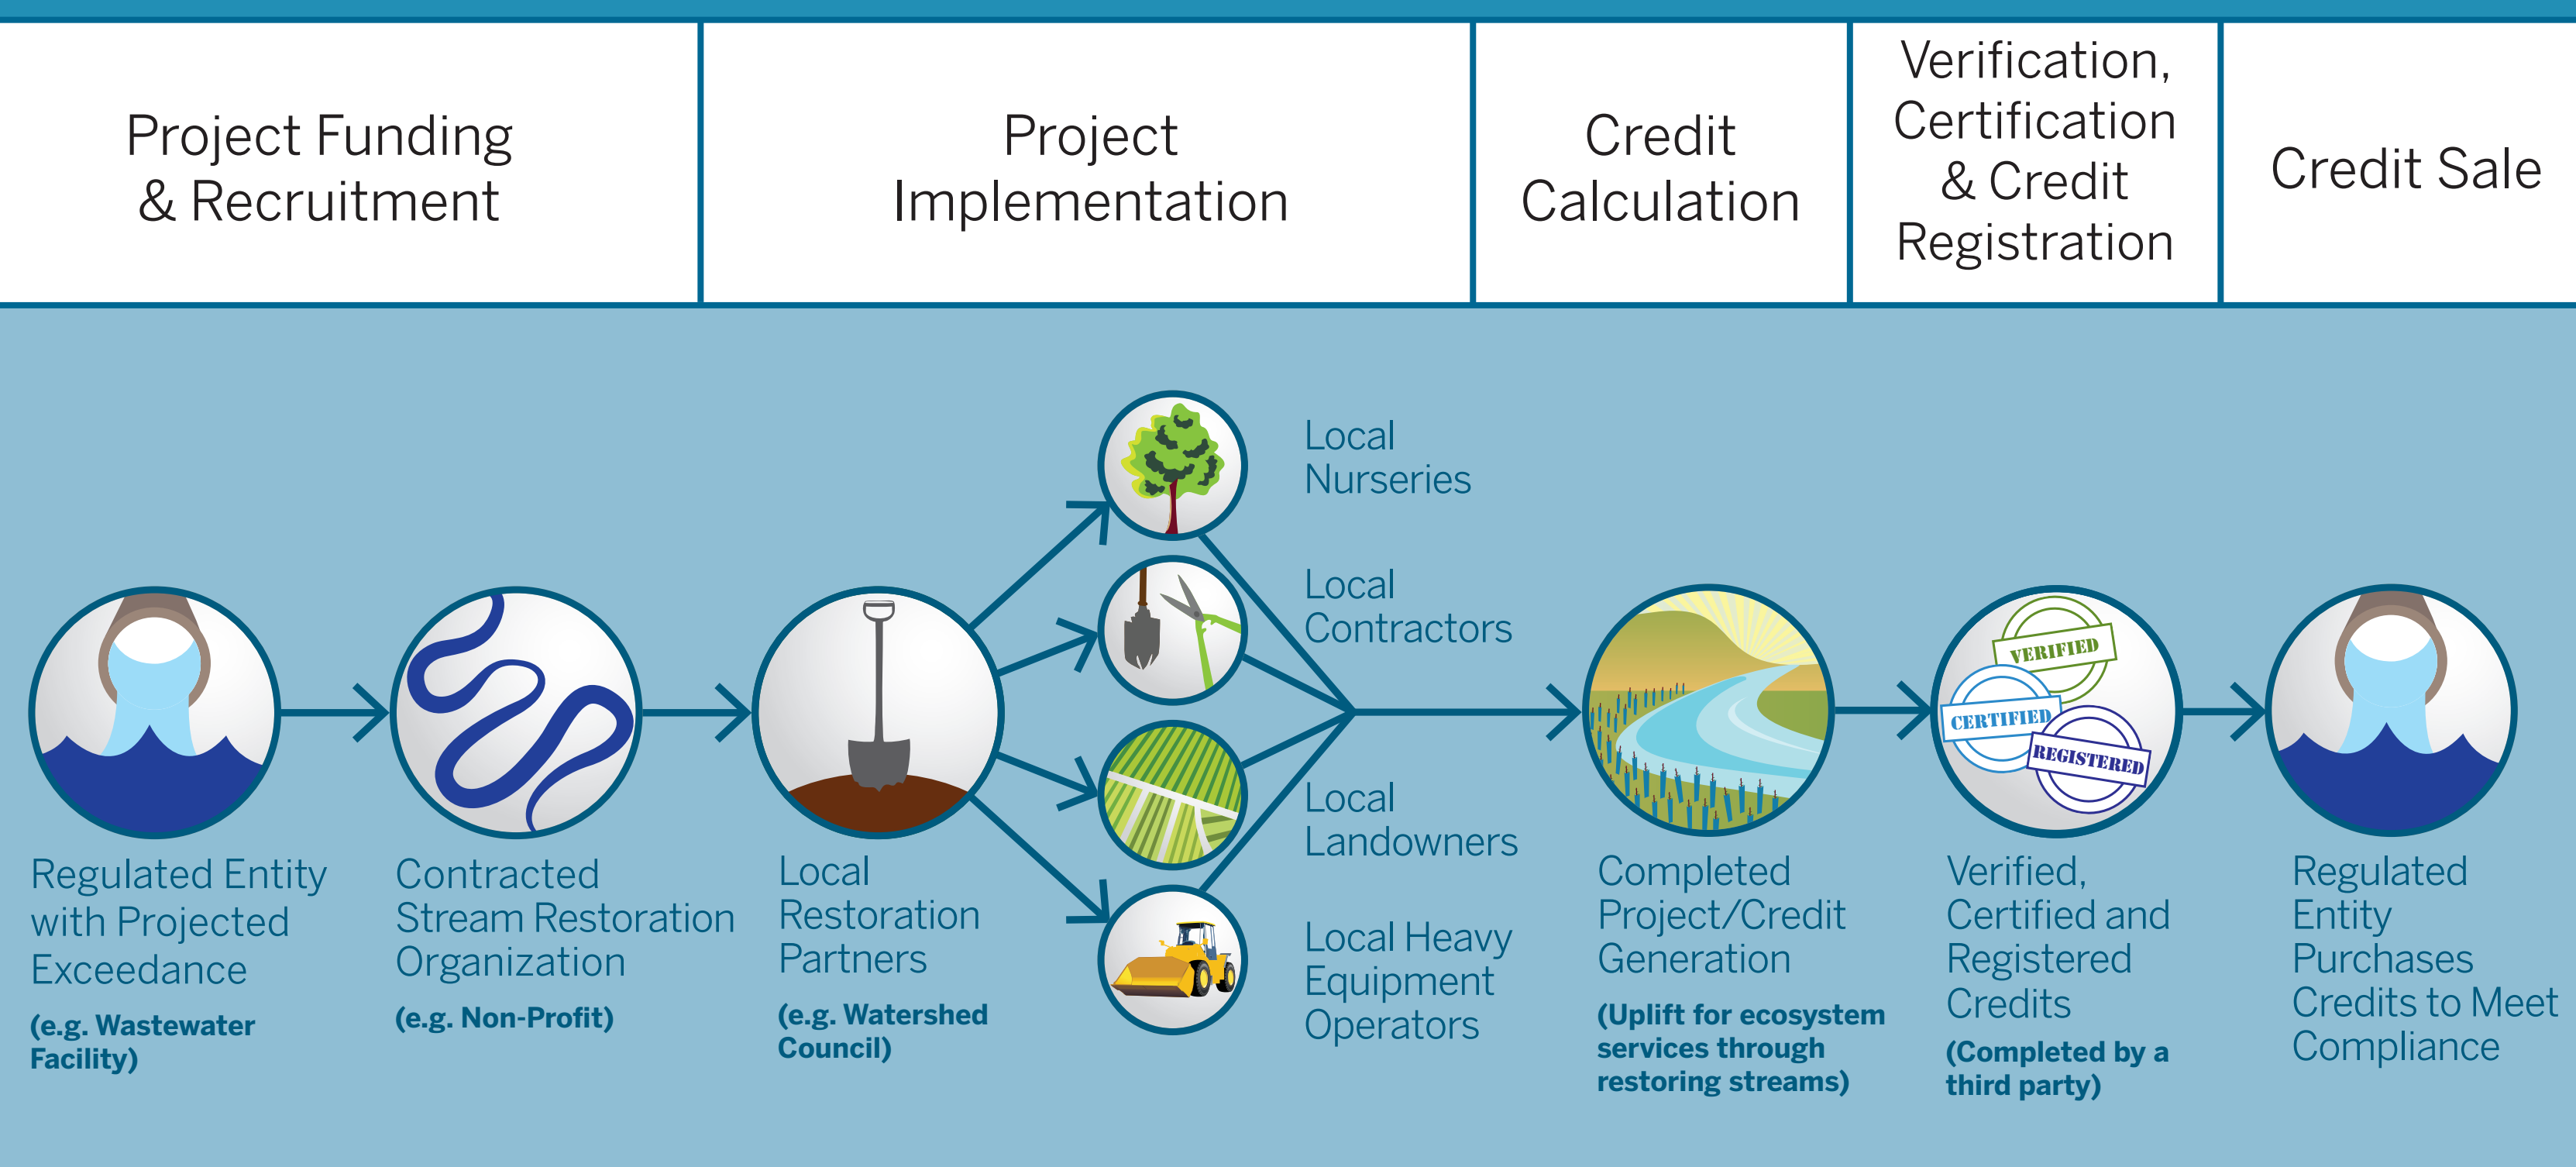 Project Funding
& Recruitment
Project
Implementation
Credit
Calculation
Verification,
Certification
& Credit
Registration
Credit Sale
Local
Nurseries
Local
Contractors
Local
Landowners
Local Heavy
Equipment
Operators
Regulated Entity
with Projected
Exceedance
(e.g. Wastewater
Facility)
Contracted
Stream Restoration
Organization
(e.g. Non-Profit)
Local
Restoration
Partners
(e.g. Watershed
Council)
Completed
Project/Credit
Generation
(Uplift for ecosystem
services through
restoring streams)
VERIFIED
CERTIFIED
REGISTERED
Verified,
Certified and
Registered
Credits
(Completed by a
third party)
Regulated
Entity
Purchases
Credits to Meet
Compliance